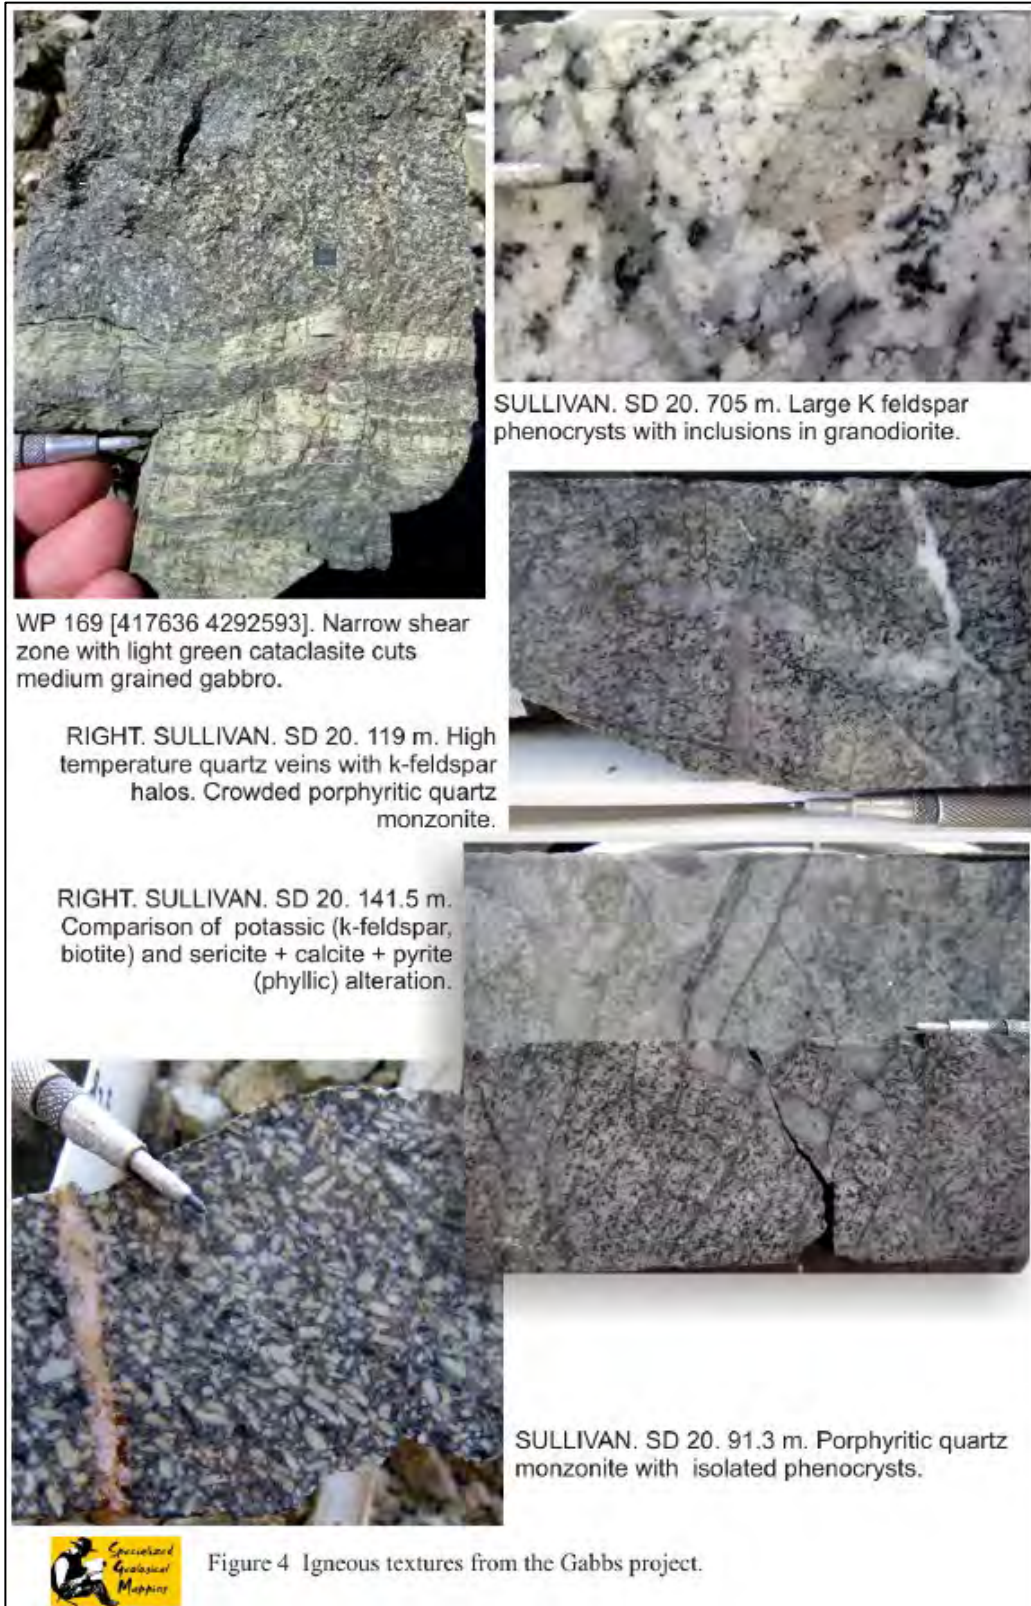 SULLIVAN. SD 20. 705 m. Large K feldspar
phenocrysts with inclusions in granodiorite.
WP 169 [417636 4292593]. Narrow shear
zone with light green cataclasite cuts
medium grained gabbro.
RIGHT. SULLIVAN. SD 20. 119 m. High
temperature quartz veins with k-feldspar
halos. Crowded porphyritic quartz
monzonite.
RIGHT. SULLIVAN. SD 20. 141.5 m.
Comparison of potassic (k-feldspar,
biotite) and sericite + calcite + pyrite
(phyllic) alteration.
SULLIVAN. SD 20. 91.3 m. Porphyritic quartz
monzonite with isolated phenocrysts.
Specialized
Geological
Mapping
Figure 4 Igneous textures from the Gabbs project.